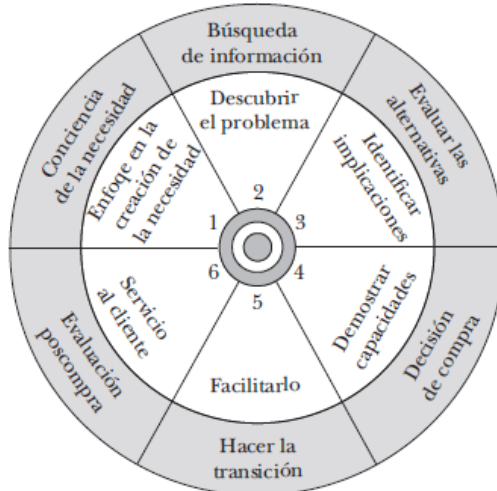 Búsqueda
de información
Evaluar las
alternativas
Decisión
de compra
Hacer la
transición
Evaluación
poscompra
Conciencia
de la necesidad
Descubrir
el problema
Identificar
implicaciones
Demostrar
capacidades
Facilitarlo
Servicio
al cliente
Enfoqe en la
creación de
la necesidad
1
2
3
4
5
6